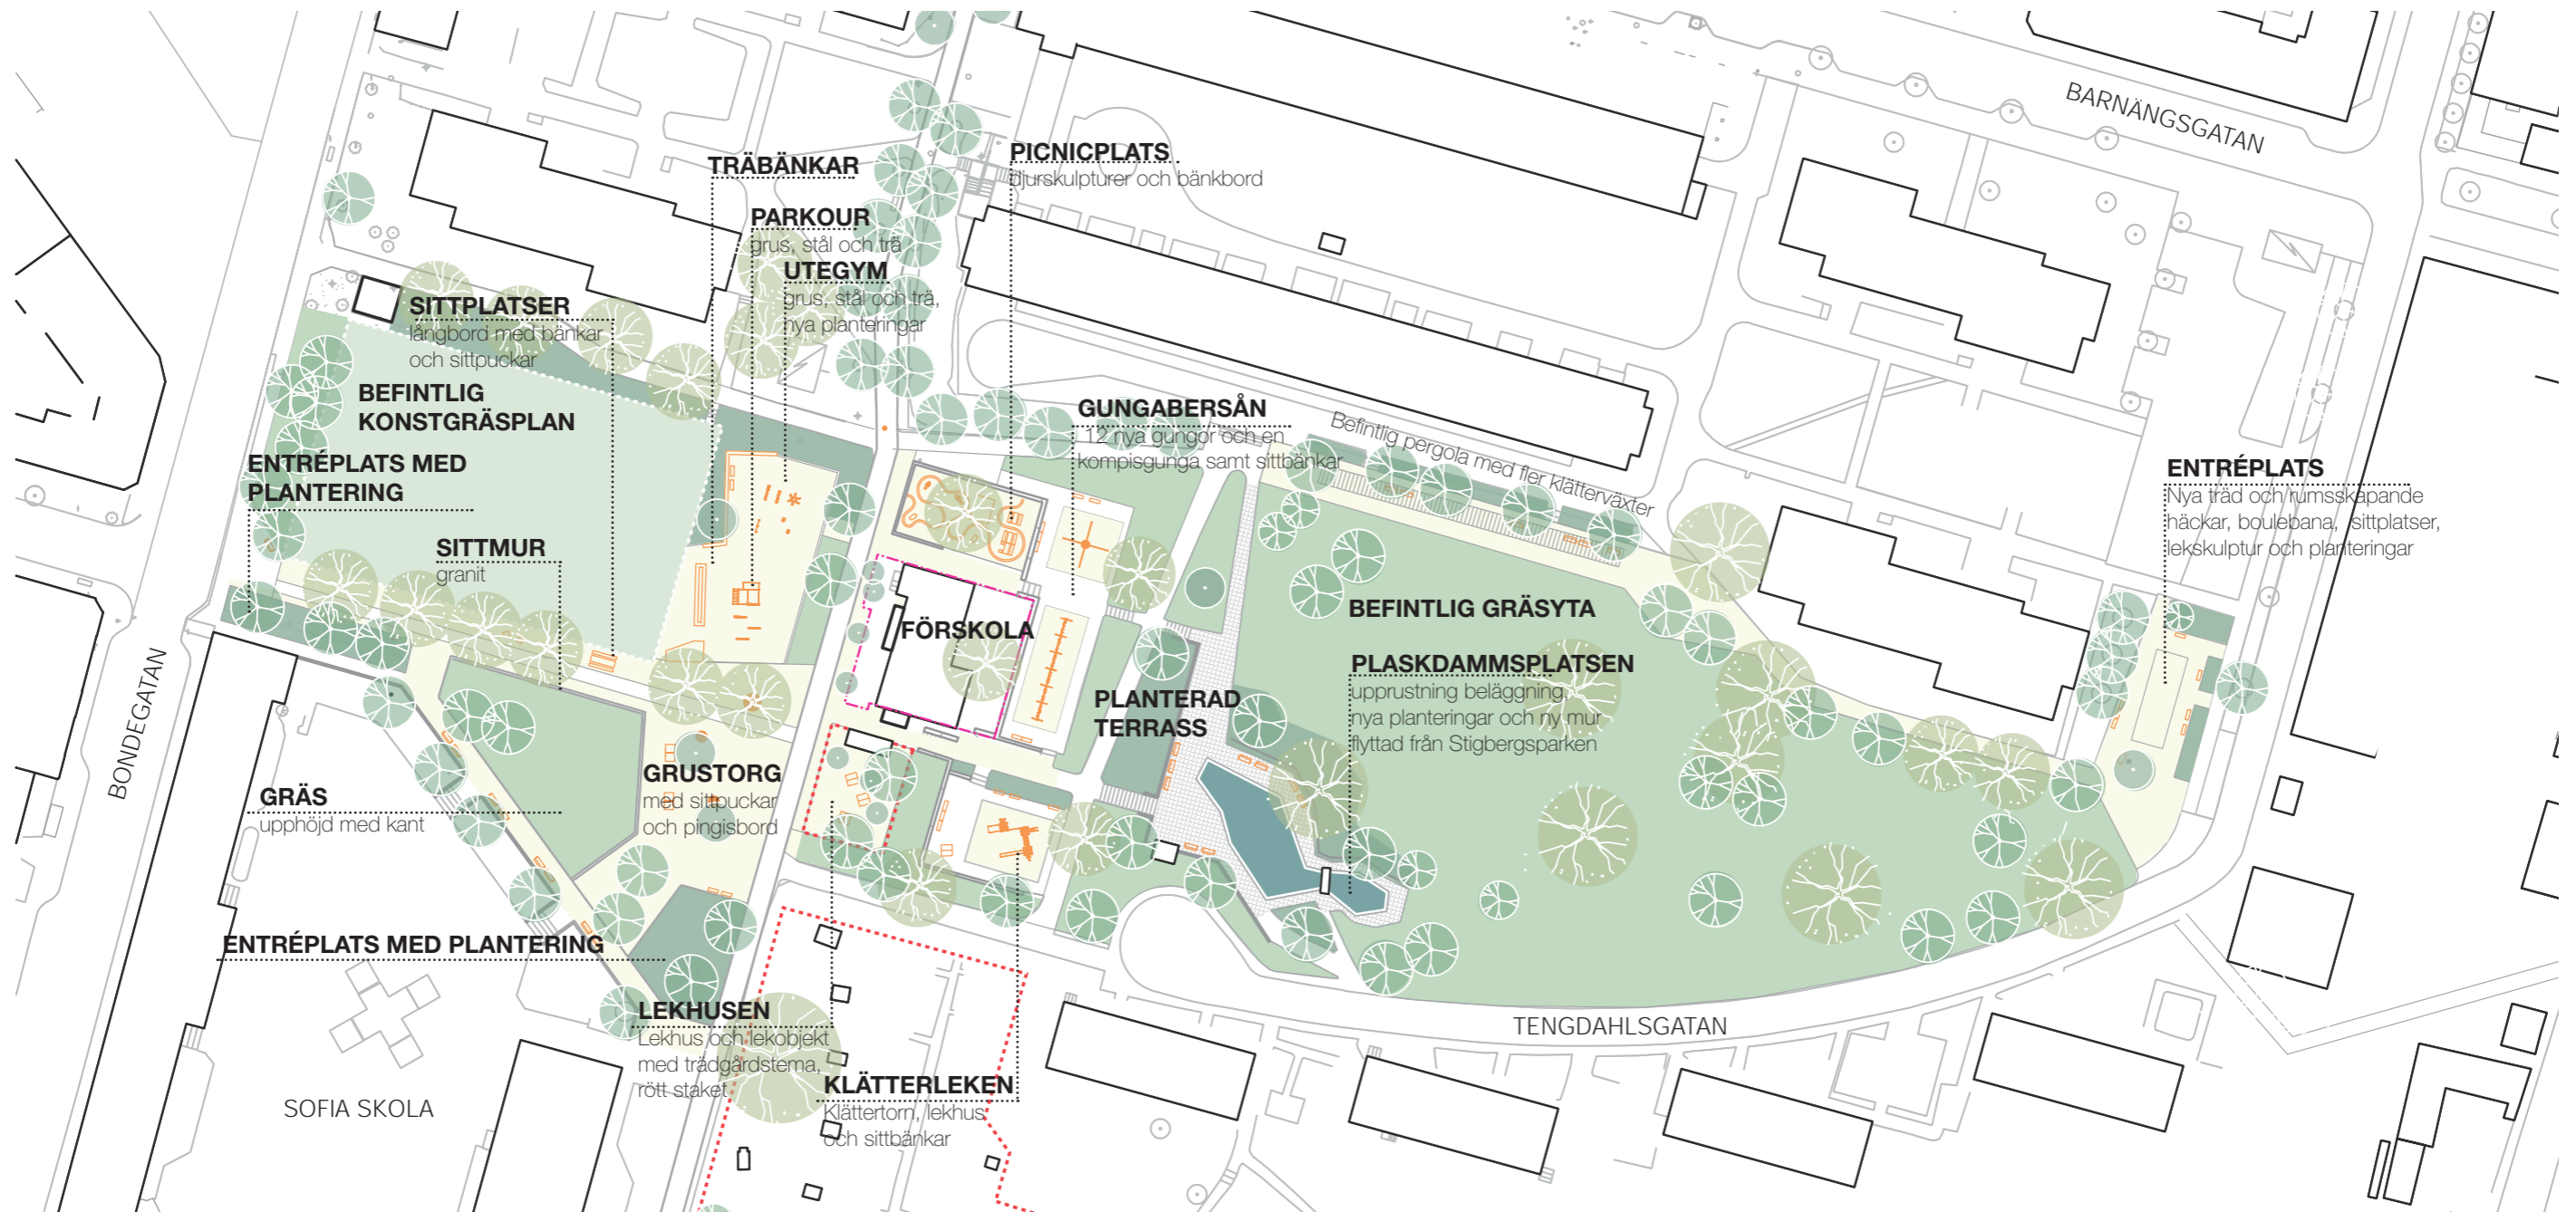 BARNÄNGSGATAN
TRÄBÄNKAR
PICNICPLATS
djurskulpturer och bänkbord
PARKOUR
grus, stål och trä
UTEGYM
grus, stål och trä,
nya planteringar
SITTPLATSER
långbord med bänkar
och sittpuckar
BEFINTLIG
KONSTGRÄSPLAN
GUNGABERSÅN
12 nya gungor och en
kompisgunga samt sittbänkar
Befintlig pergola med fler klätterväxter
ENTRÉPLATS MED
PLANTERING
ENTRÉPLATS
Nya träd och rumsskapande
häckar, boulebana, sittplatser,
lekskulptur och planteringar
SITTMUR
granit
BEFINTLIG GRÄSYTA
FÖRSKOLA
PLASKDAMMSPLATSEN
upprustning beläggning,
nya planteringar och ny mur
flyttad från Stigbergsparken
PLANTERAD
TERRASS
BONDEGATAN
GRUSTORG
med sittpuckar
och pingisbord
GRÄS
upphöjd med kant
ENTRÉPLATS MED PLANTERING
LEKHUSEN
Lekhus och lekobjekt
med trädgårdstema,
rött staket
TENGDAHLSGATAN
KLÄTTERLEKEN
Klättertorn, lekhus
och sittbänkar
SOFIA SKOLA